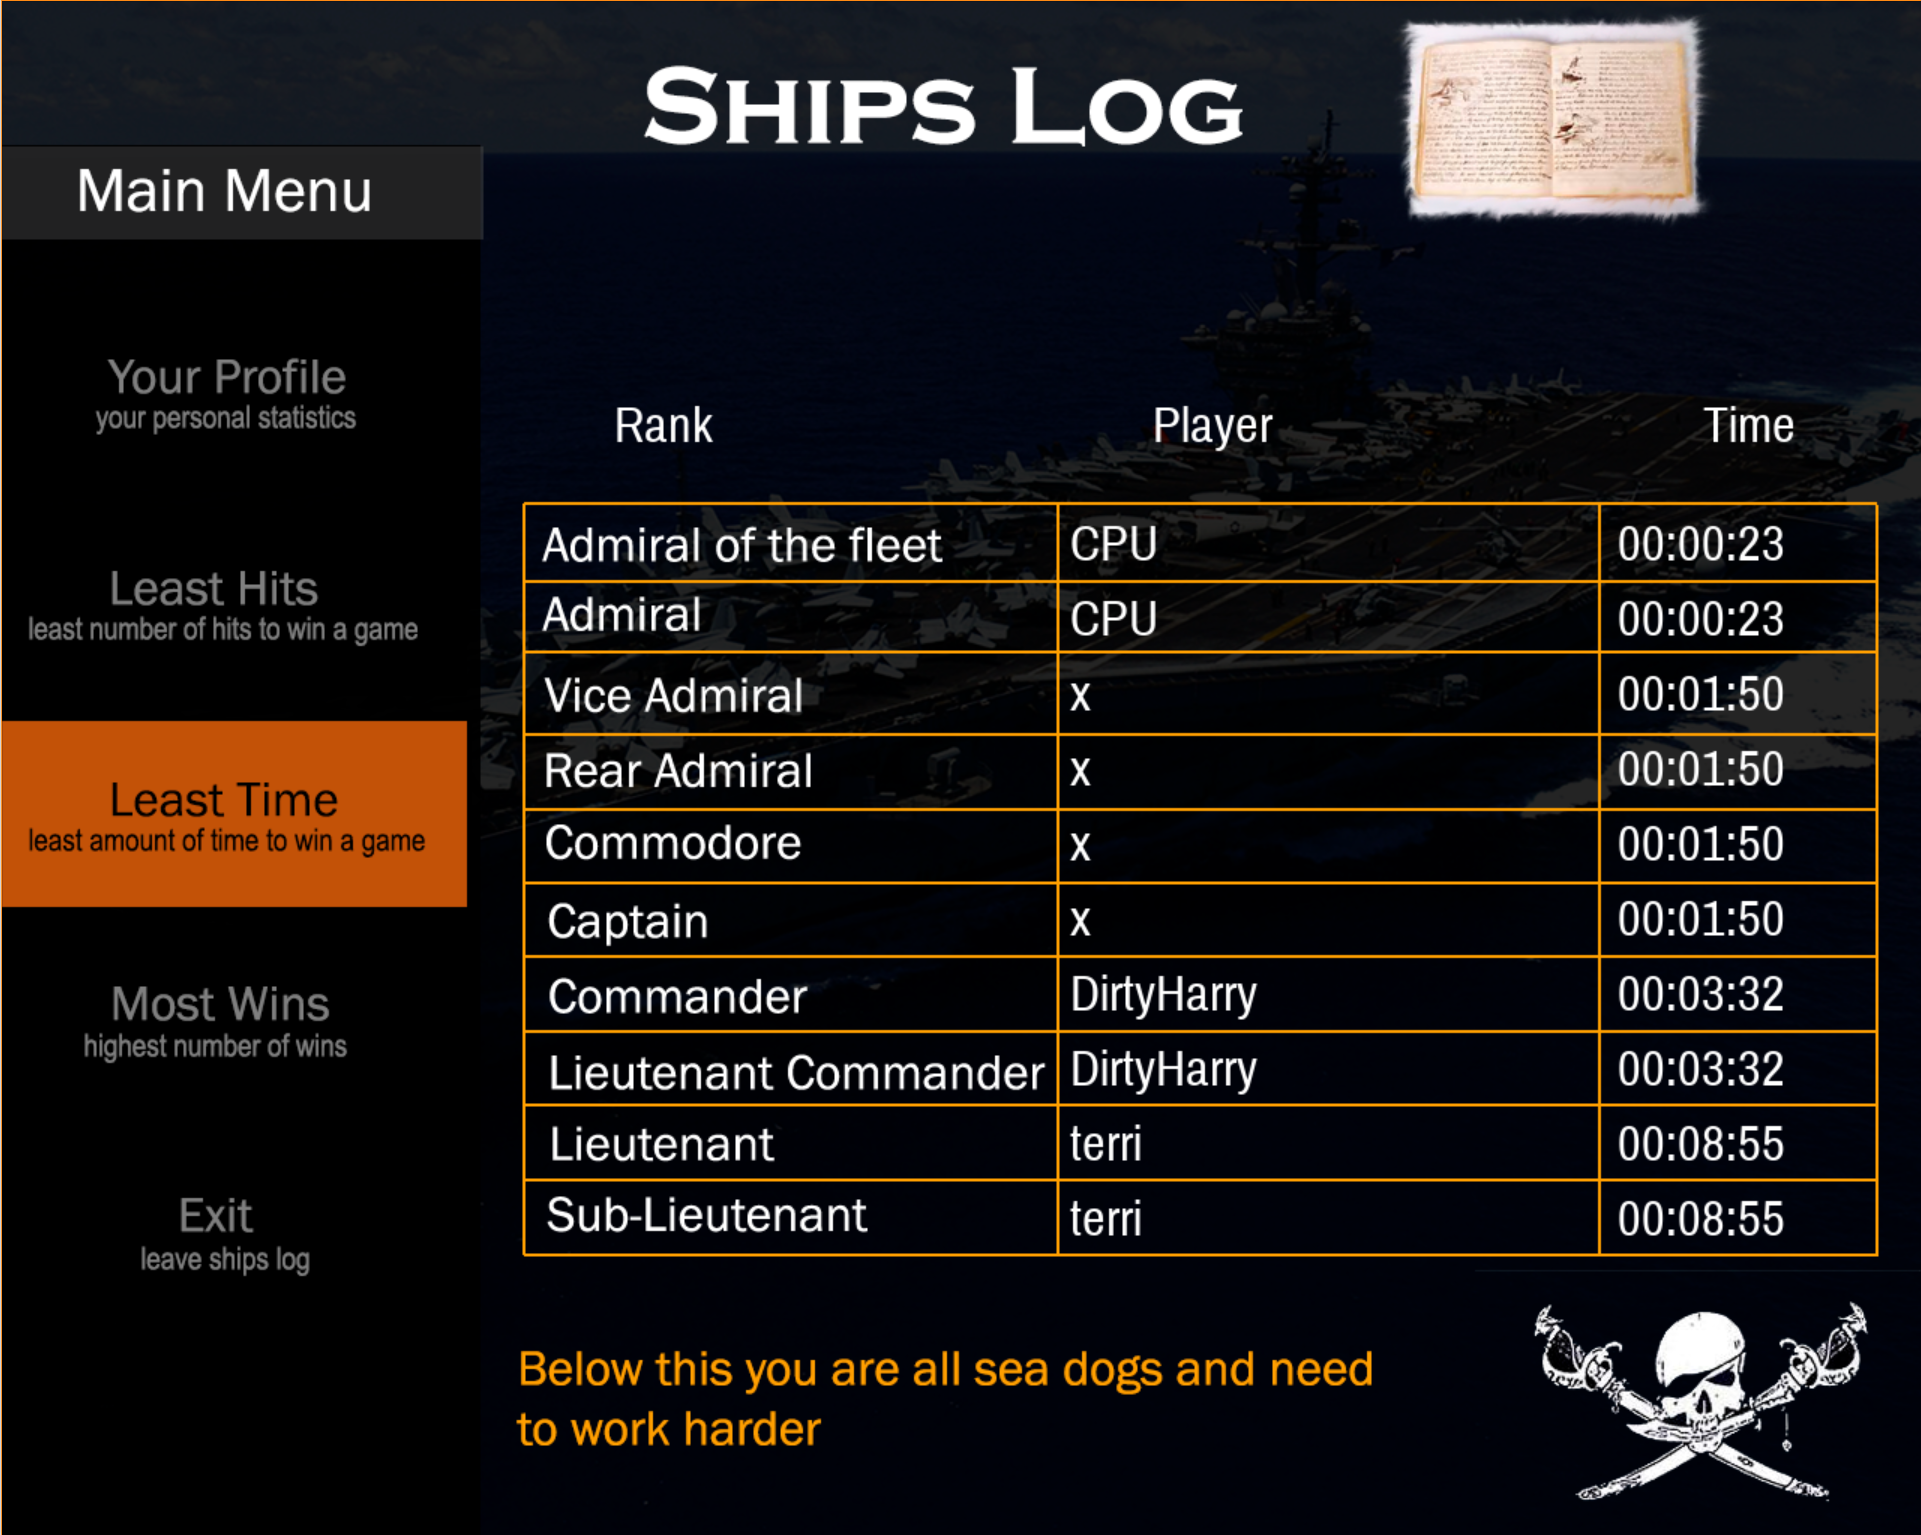 Ships Log
Main Menu
Your Profile
your personal statistics
Least Hits
least number of hits to win a game
Least Time
least amount of time to win a game
Most Wins
highest number of wins
Exit
leave ships log
Rank Player Time
Admiral of the fleet CPU 00:00:23
Admiral CPU 00:00:23
Vice Admiral x 00:01:50
Rear Admiral x 00:01:50
Commodore x 00:01:50
Captain x 00:01:50
Commander DirtyHarry 00:03:32
Lieutenant Commander DirtyHarry 00:03:32
Lieutenant terri 00:08:55
Sub-Lieutenant terri 00:08:55
Below this you are all sea dogs and need
to work harder